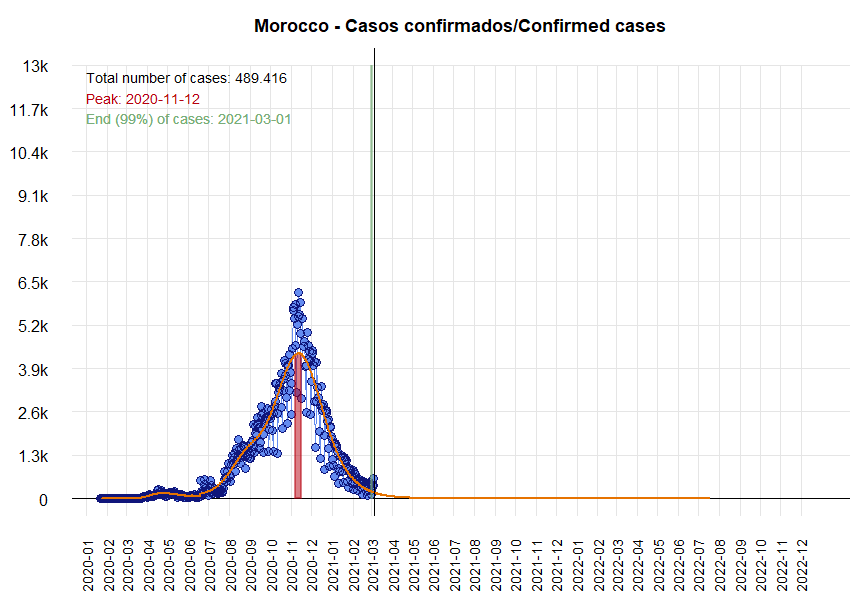 Morocco - Casos confirmados/Confirmed cases
Total number of cases: 489.416
Peak: 2020-11-12
End (99%) of cases: 2021-03-01
13k
11.7k
10.4k
9.1k
7.8k
6.5k
5.2k
3.9k
2.6k
1.3k
0
2020-01
2020-02
2020-03
2020-04
2020-05
2020-06
2020-07
2020-08
2020-09
2020-10
2020-11
2020-12
2021-01
2021-02
2021-03
2021-04
2021-05
2021-06
2021-07
2021-08
2021-09
2021-10
2021-11
2021-12
2022-02
2022-03
2022-04
2022-05
2022-06
2022-07
2022-08
2022-09
2022-10
2022-11
2022-12